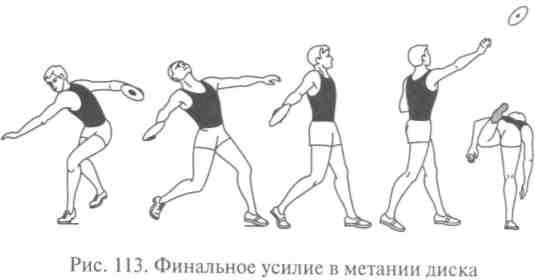 Рис. 113. Финальное усилие в метании диска